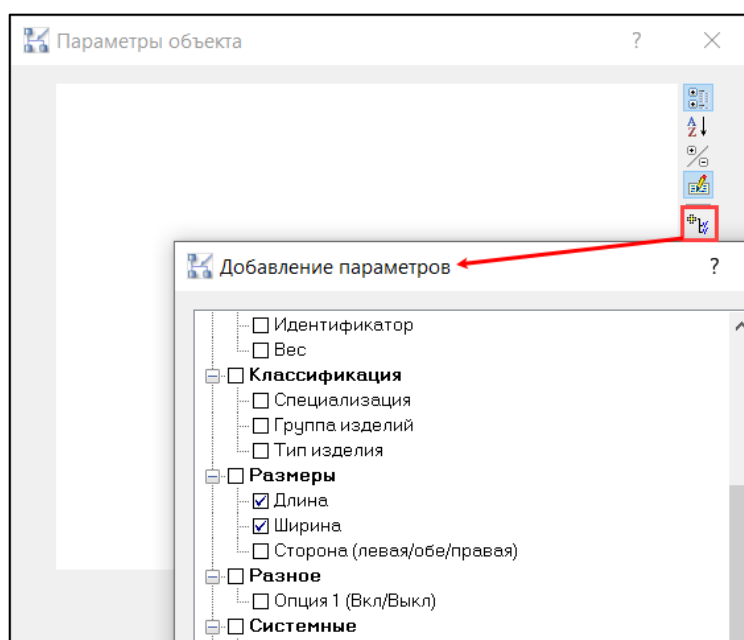 Параметры объекта
?
Добавление параметров
?
Идентификатор
Вес
Классификация
Специализация
Группа изделий
Тип изделия
Размеры
Длина
Ширина
Сторона (левая/обе/правая)
Разное
Опция 1 (Вкл/Выкл)
Системные